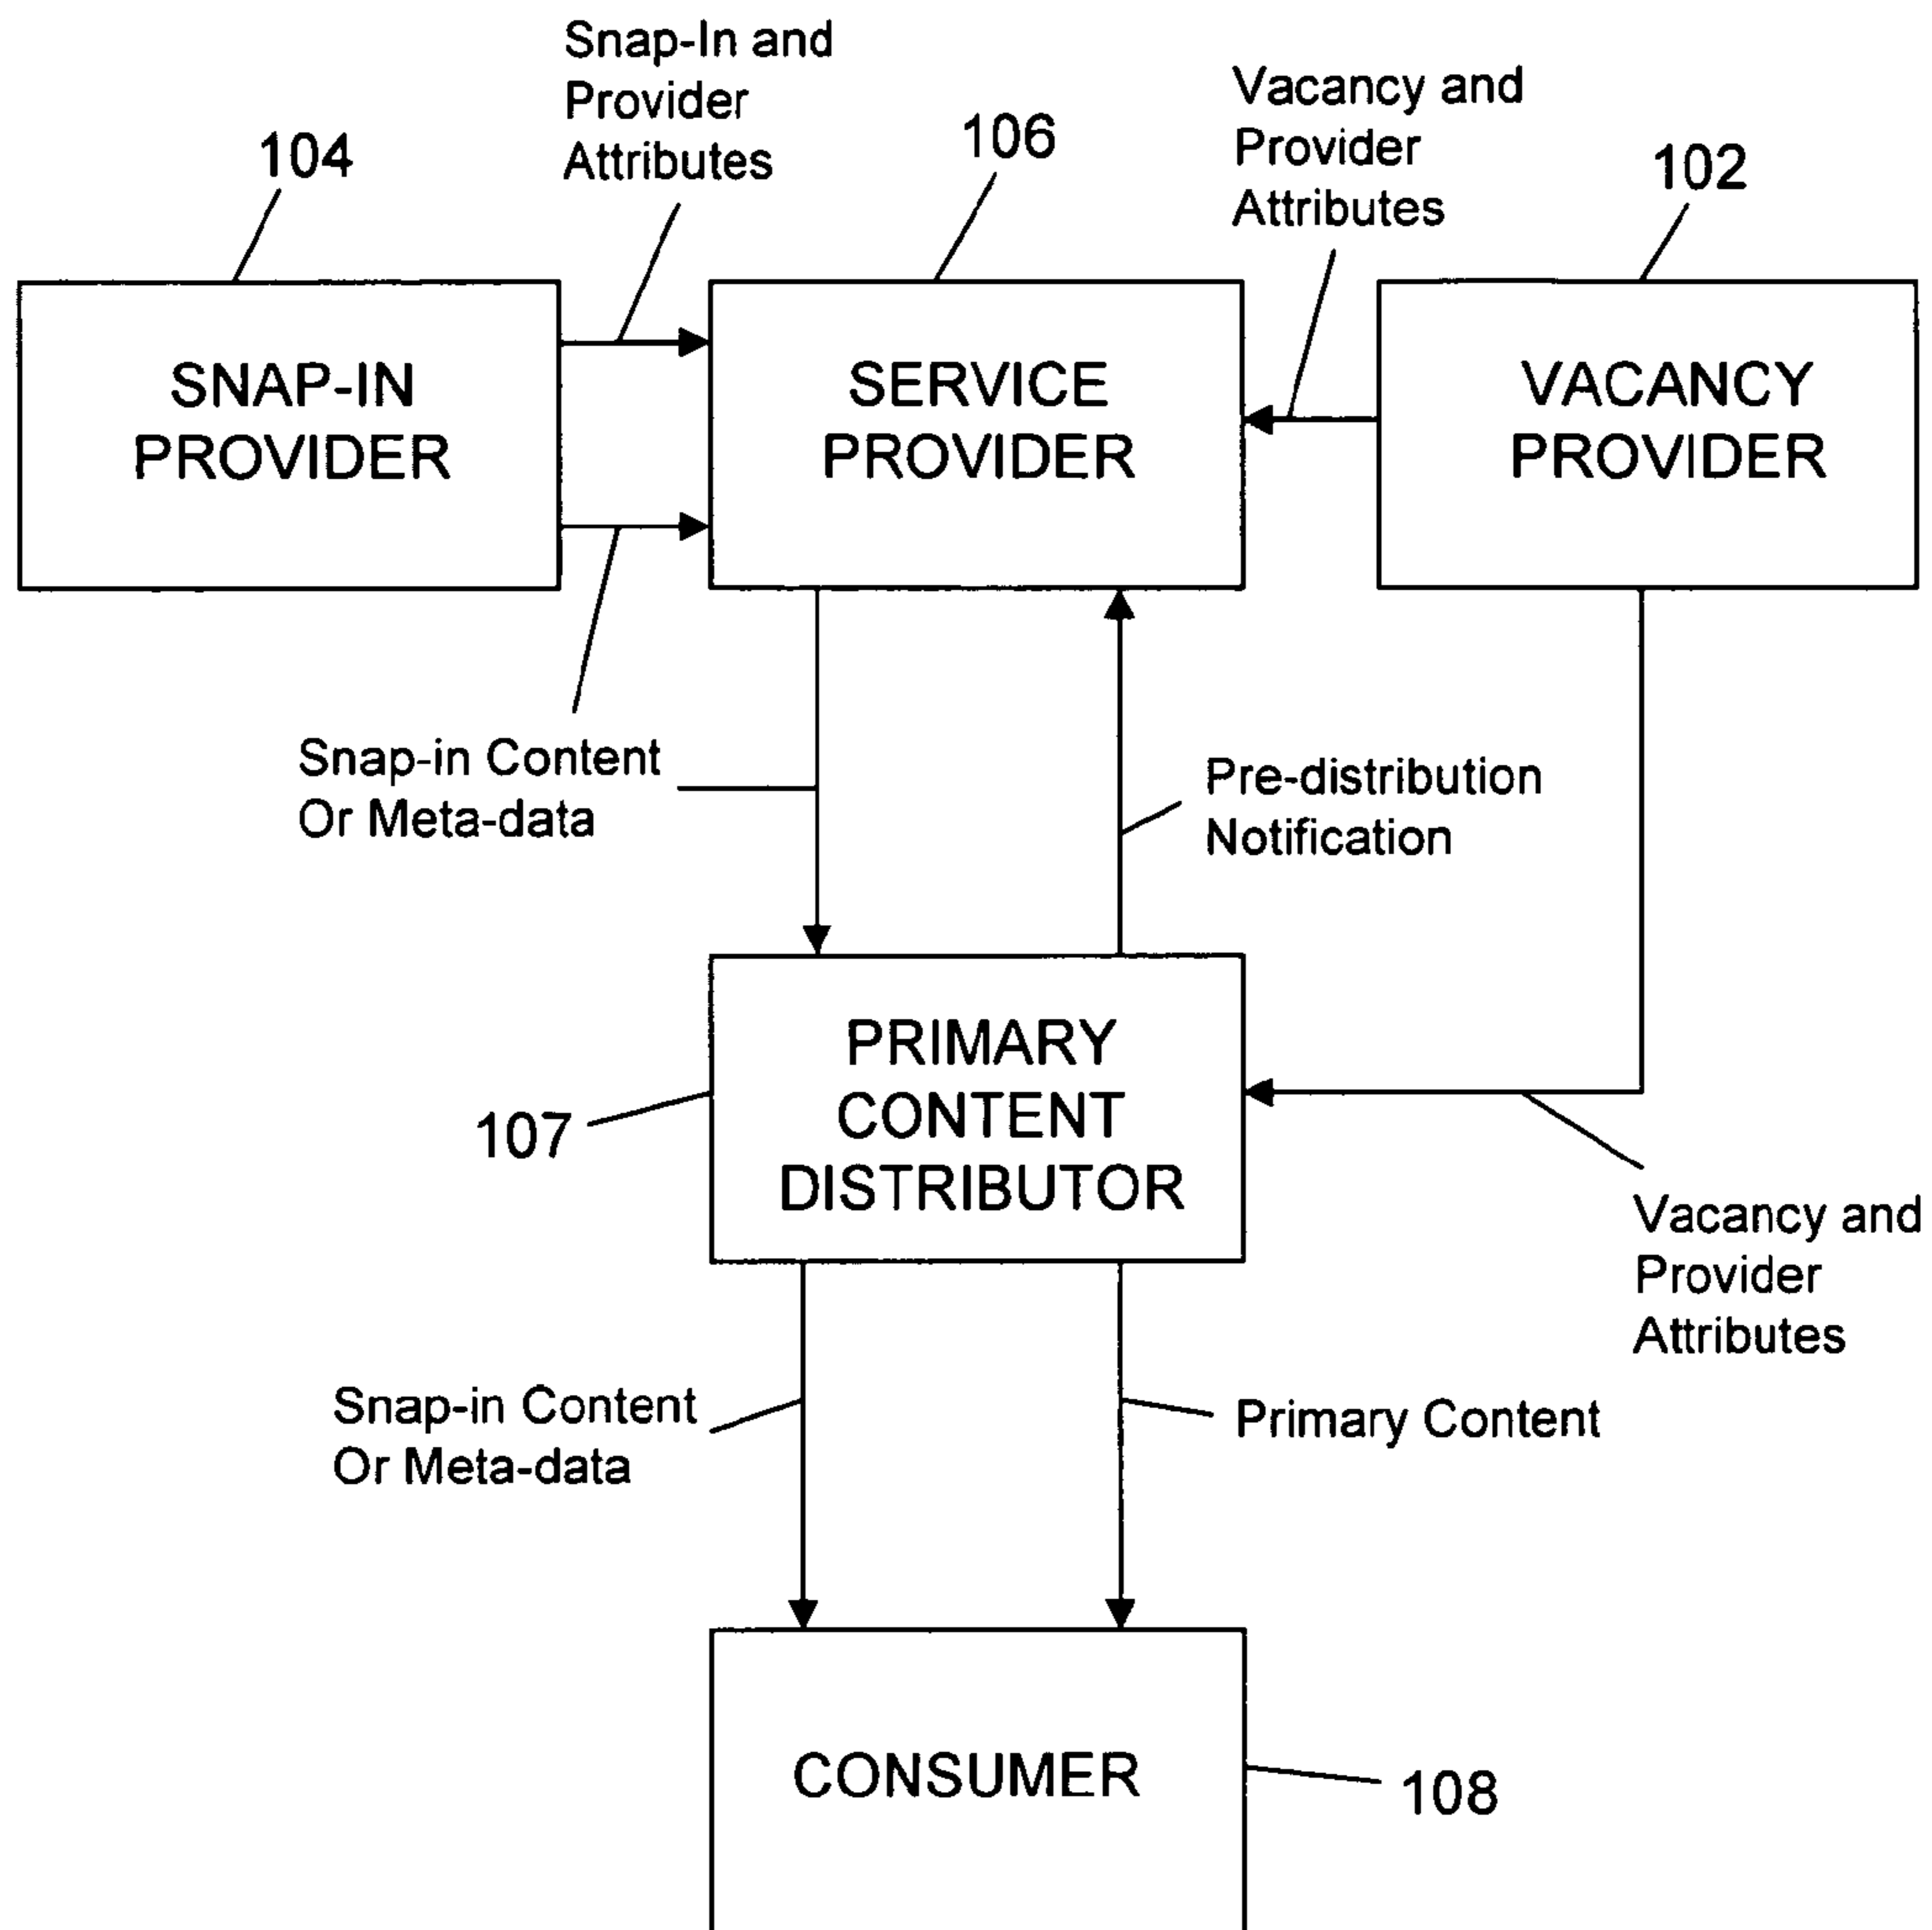 Snap-In and
Provider
Attributes
Vacancy and
Provider
Attributes
104
106
102
SNAP-IN
PROVIDER
SERVICE
PROVIDER
VACANCY
PROVIDER
Snap-in Content
Or Meta-data
Pre-distribution
Notification
PRIMARY
CONTENT
DISTRIBUTOR
107
Vacancy and
Provider
Attributes
Snap-in Content
Or Meta-data
Primary Content
CONSUMER
108